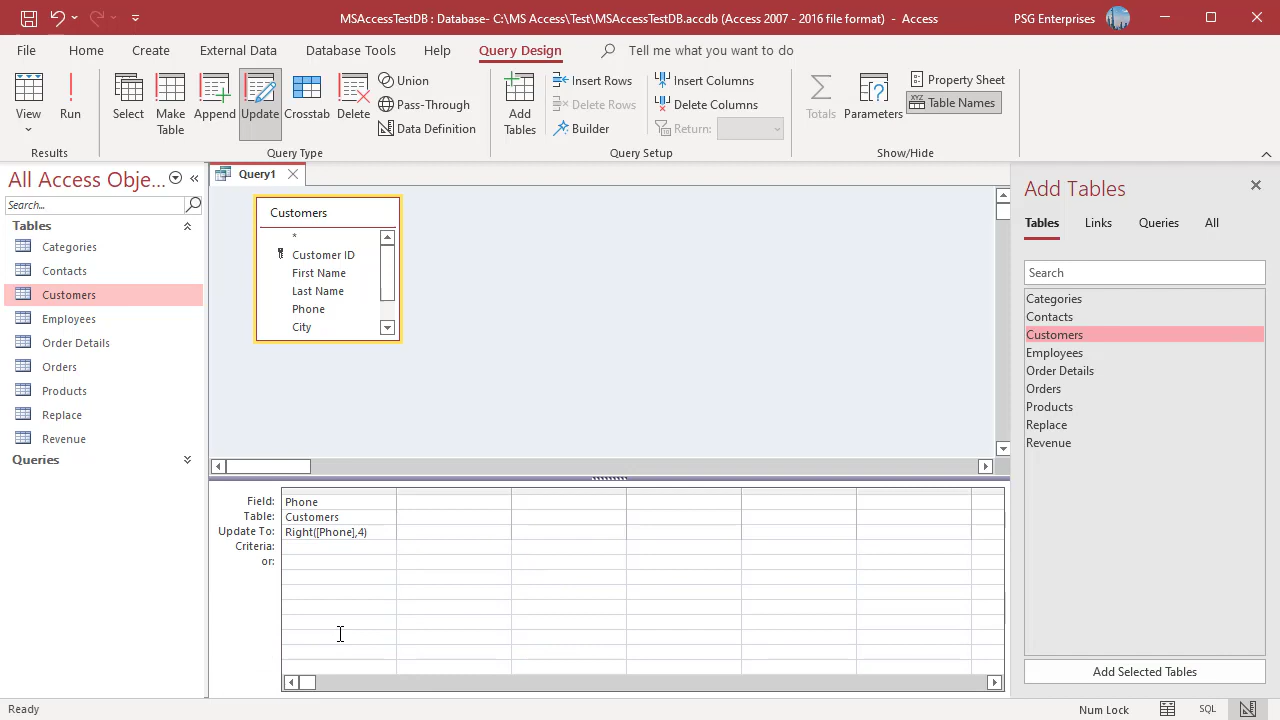 MSAccessTestDB : Database- C:\MS Access\Test\MSAccessTestDB.accdb (Access 2007 - 2016 file format) - Access
PSG Enterprises
File Home Create External Data Database Tools Help Query Design Tell me what you want to do
View
Run
Select
Make Table
Append
Update
Crosstab
Delete
Union
Pass-Through
Data Definition
Add Tables
Insert Rows
Delete Rows
Builder
Insert Columns
Delete Columns
Return:
Totals
Parameters
Property Sheet
XYZ Table Names
Results
Query Type
Query Setup
Show/Hide
All Access Obje...
Search...
Tables
Categories
Contacts
Customers
Employees
Order Details
Orders
Products
Replace
Revenue
Queries
Query1
Customers
*
Customer ID
First Name
Last Name
Phone
City
Field: Phone
Table: Customers
Update To: Right([Phone],4)
Criteria:
or:
Add Tables
Tables Links Queries All
Search
Categories
Contacts
Customers
Employees
Order Details
Orders
Products
Replace
Revenue
Add Selected Tables
Ready
Num Lock
SQL